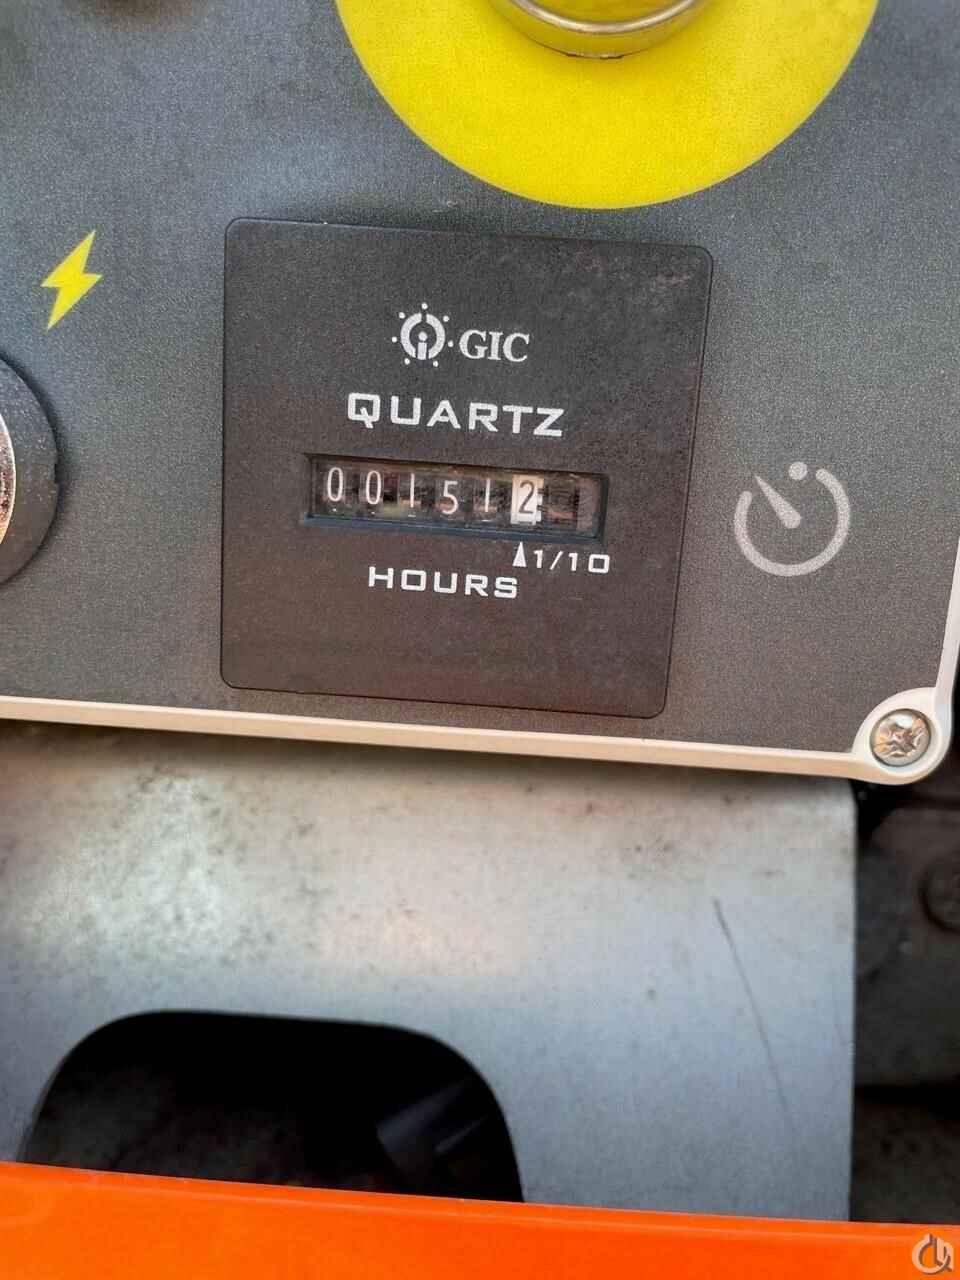 GIC
QUARTZ
001512
1/10
HOURS